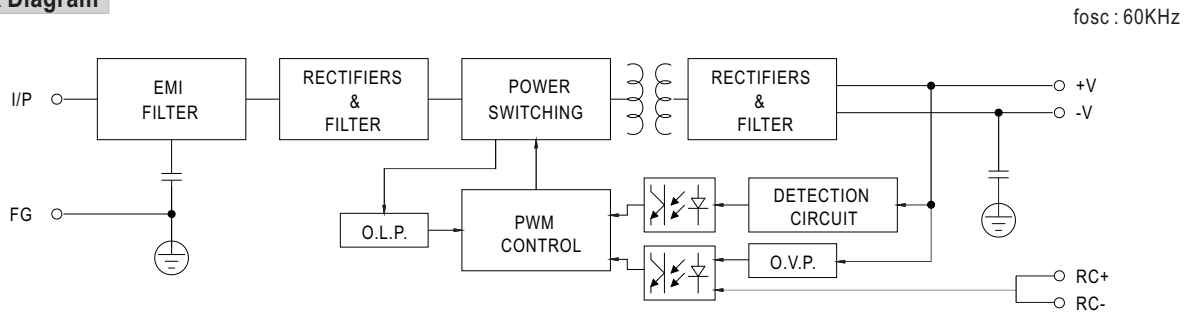 Diagram
fosc : 60KHz
I/P
EMI
FILTER
RECTIFIERS
&
FILTER
POWER
SWITCHING
RECTIFIERS
&
FILTER
+V
-V
FG
O.L.P.
PWM
CONTROL
DETECTION
CIRCUIT
O.V.P.
RC+
RC-